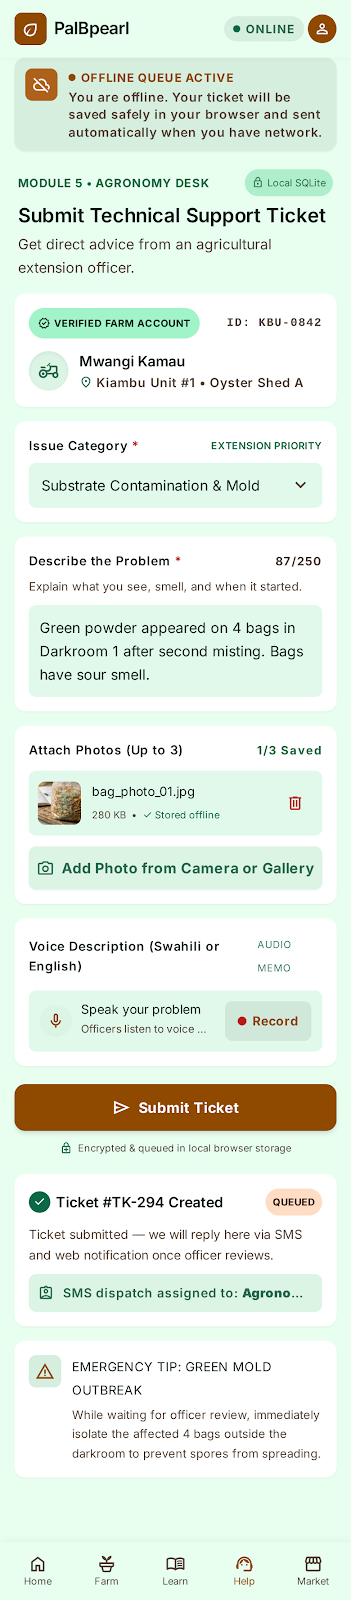 PalBpearl
● ONLINE
● OFFLINE QUEUE ACTIVE
You are offline. Your ticket will be
saved safely in your browser and sent
automatically when you have network.
MODULE 5 • AGRONOMY DESK
Local SQLite
Submit Technical Support Ticket
Get direct advice from an agricultural
extension officer.
VERIFIED FARM ACCOUNT
ID: KBU-0842
Mwangi Kamau
Kiambu Unit #1 • Oyster Shed A
Issue Category *
EXTENSION PRIORITY
Substrate Contamination & Mold
Describe the Problem *
87/250
Explain what you see, smell, and when it started.
Green powder appeared on 4 bags in
Darkroom 1 after second misting. Bags
have sour smell.
Attach Photos (Up to 3)
1/3 Saved
bag_photo_01.jpg
280 KB • ✓ Stored offline
Add Photo from Camera or Gallery
Voice Description (Swahili or
English)
AUDIO
MEMO
Speak your problem
Officers listen to voice ...
Record
Submit Ticket
Encrypted & queued in local browser storage
Ticket #TK-294 Created
QUEUED
Ticket submitted — we will reply here via SMS
and web notification once officer reviews.
SMS dispatch assigned to: Agrono...
EMERGENCY TIP: GREEN MOLD
OUTBREAK
While waiting for officer review, immediately
isolate the affected 4 bags outside the
darkroom to prevent spores from spreading.
Home
Farm
Learn
Help
Market